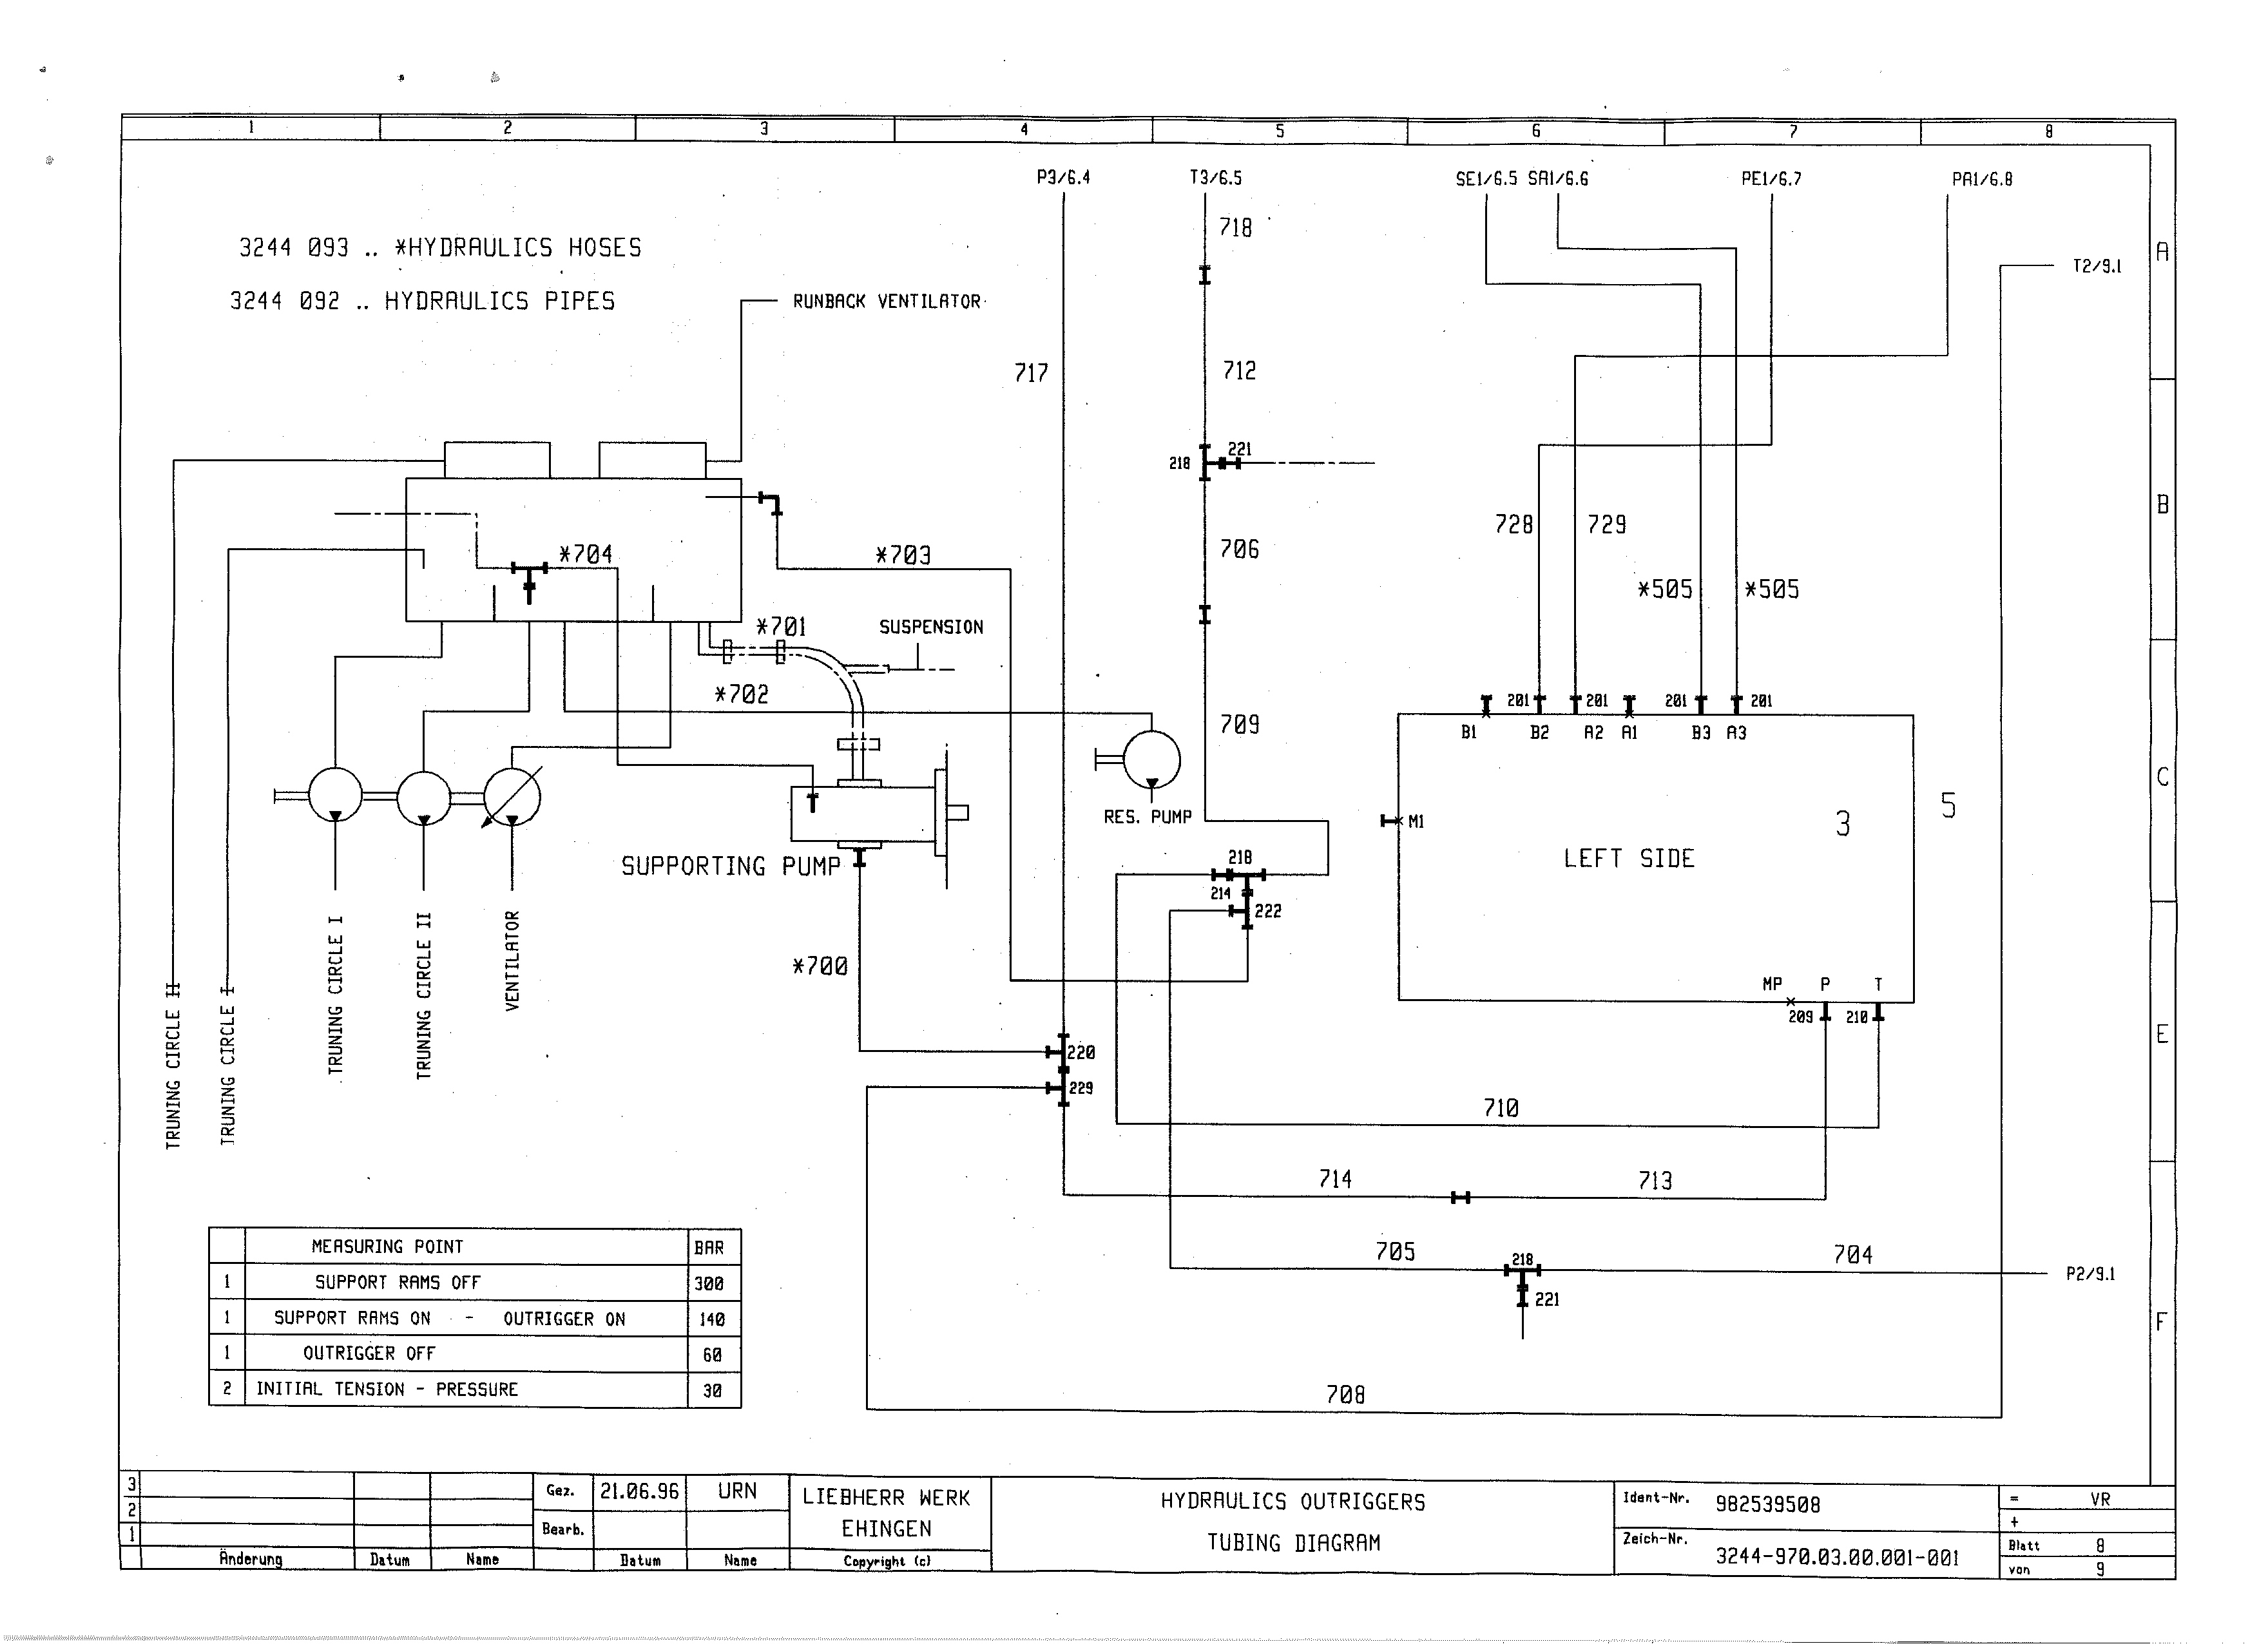 1 2 3 4 5 6 7 8
P3/6.4 T3/6.5 SE1/6.5 SA1/6.6 PE1/6.7 PA1/6.8
718
3244 093 .. *HYDRAULICS HOSES
A
T2/9.1
3244 092 .. HYDRAULICS PIPES
RUNBACK VENTILATOR
717
712
221
218
B
728
729
706
*704
*703
*505
*505
*701
SUSPENSION
*702
709
201 201 201 201
B1 B2 A2 A1 B3 A3
C
5
3
M1
RES. PUMP
LEFT SIDE
SUPPORTING PUMP
218
214
222
TRUNING CIRCLE II
TRUNING CIRCLE I
TRUNING CIRCLE I
TRUNING CIRCLE II
VENTILATOR
*700
MP P T
209 210
E
220
229
710
714
713
705
704
218
221
P2/9.1
F
708
MEASURING POINT BAR
1 SUPPORT RAMS OFF 300
1 SUPPORT RAMS ON - OUTRIGGER ON 140
1 OUTRIGGER OFF 60
2 INITIAL TENSION - PRESSURE 30
3
2
1
Änderung Datum Name
Gez. 21.06.96 URN
Bearb.
Datum Name
LIEBHERR WERK
EHINGEN
Copyright (c)
HYDRAULICS OUTRIGGERS
TUBING DIAGRAM
Ident-Nr. 982539508
Zeich-Nr. 3244-970.03.00.001-001
= VR
+
Blatt 8
von 9